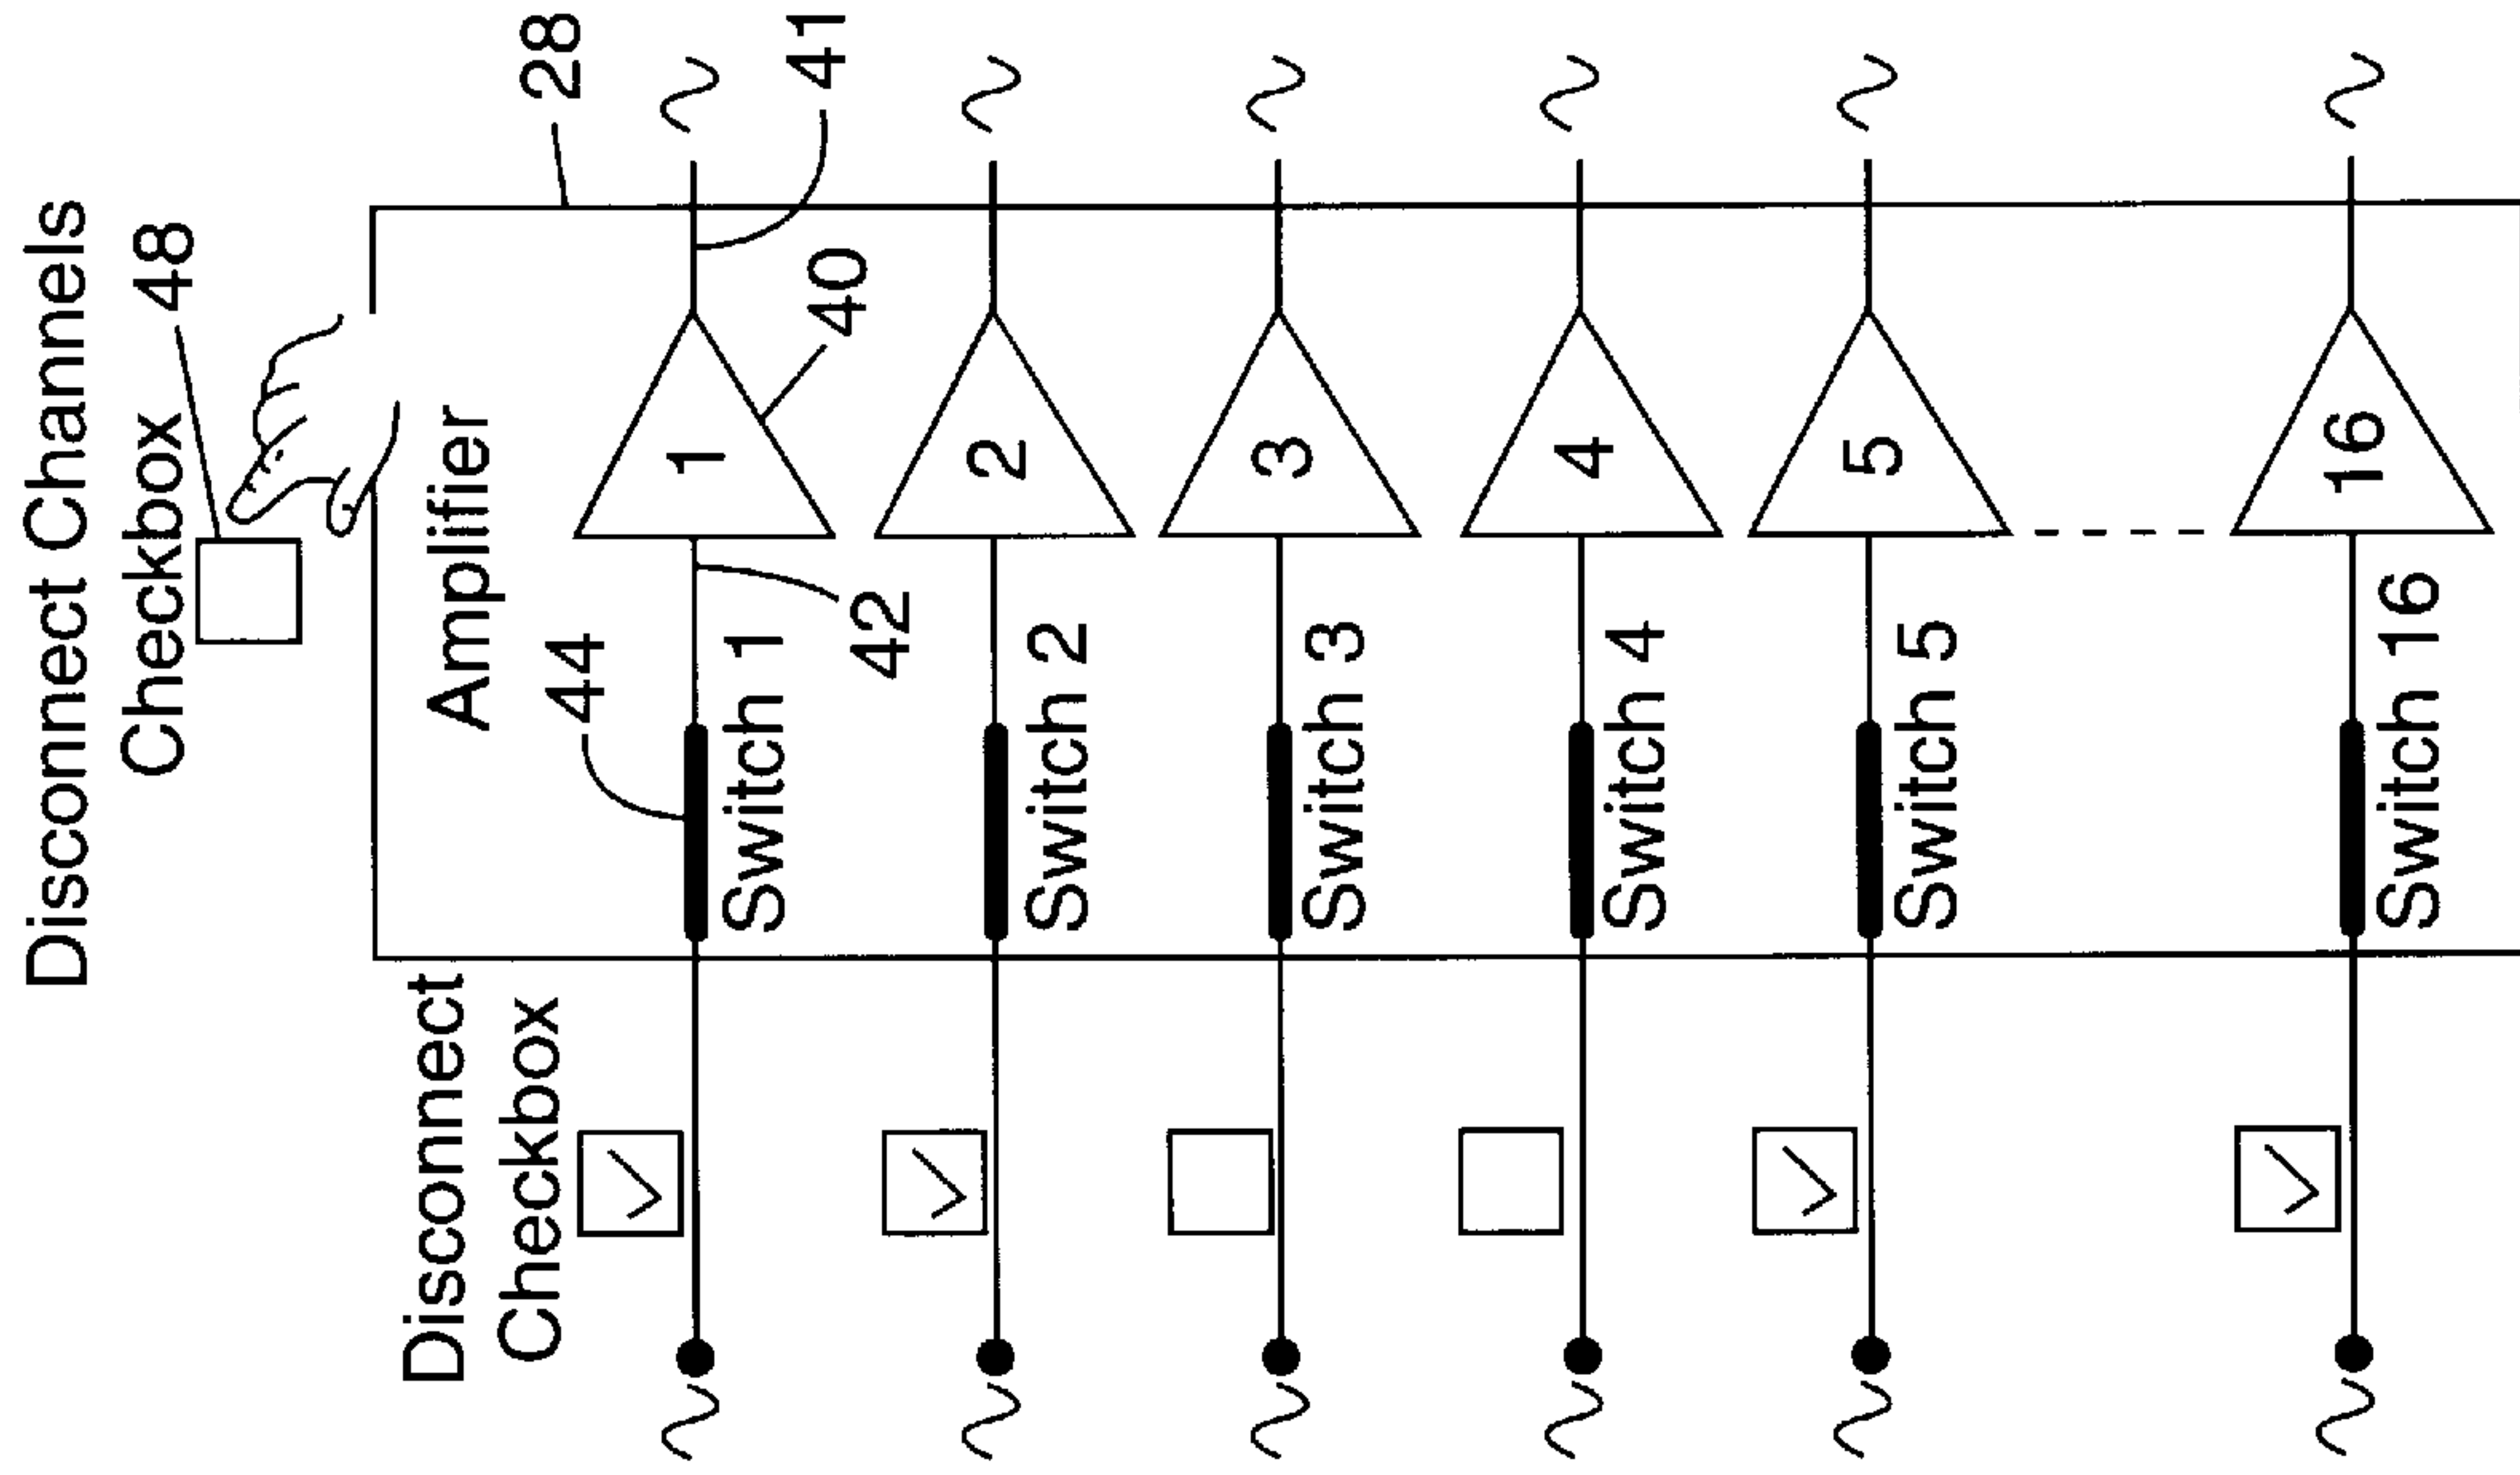 Disconnect Channels
Checkbox 48
28
Disconnect
Checkbox
Amplifier
44
41
1
Switch 1
40
42
2
Switch 2
3
Switch 3
4
Switch 4
5
Switch 5
16
Switch 16